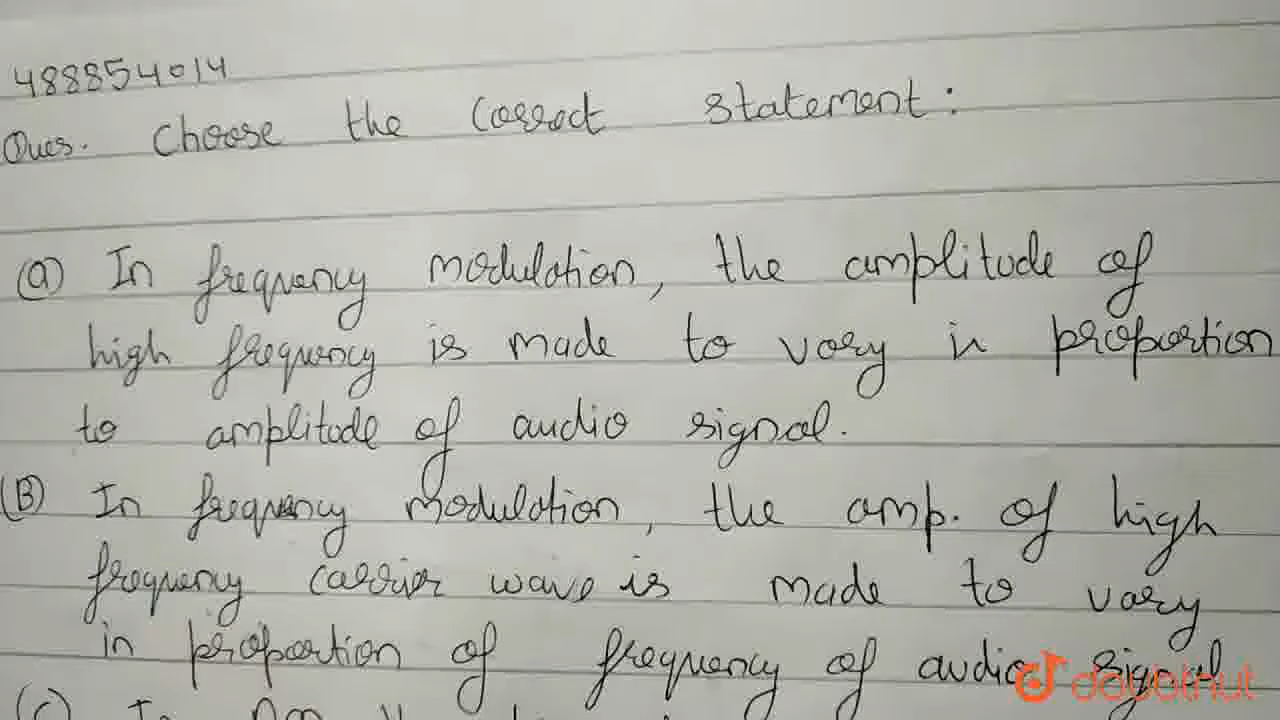 488854014
Ques. Choose the Correct statement:
(a) In frequency modulation, the amplitude of
high frequency is made to vary in proportion
to amplitude of audio signal.
(B) In frequency modulation, the amp. of high
frequency carrier wave is made to vary
in proportion of frequency of audio signal
doubtnut
(C) In